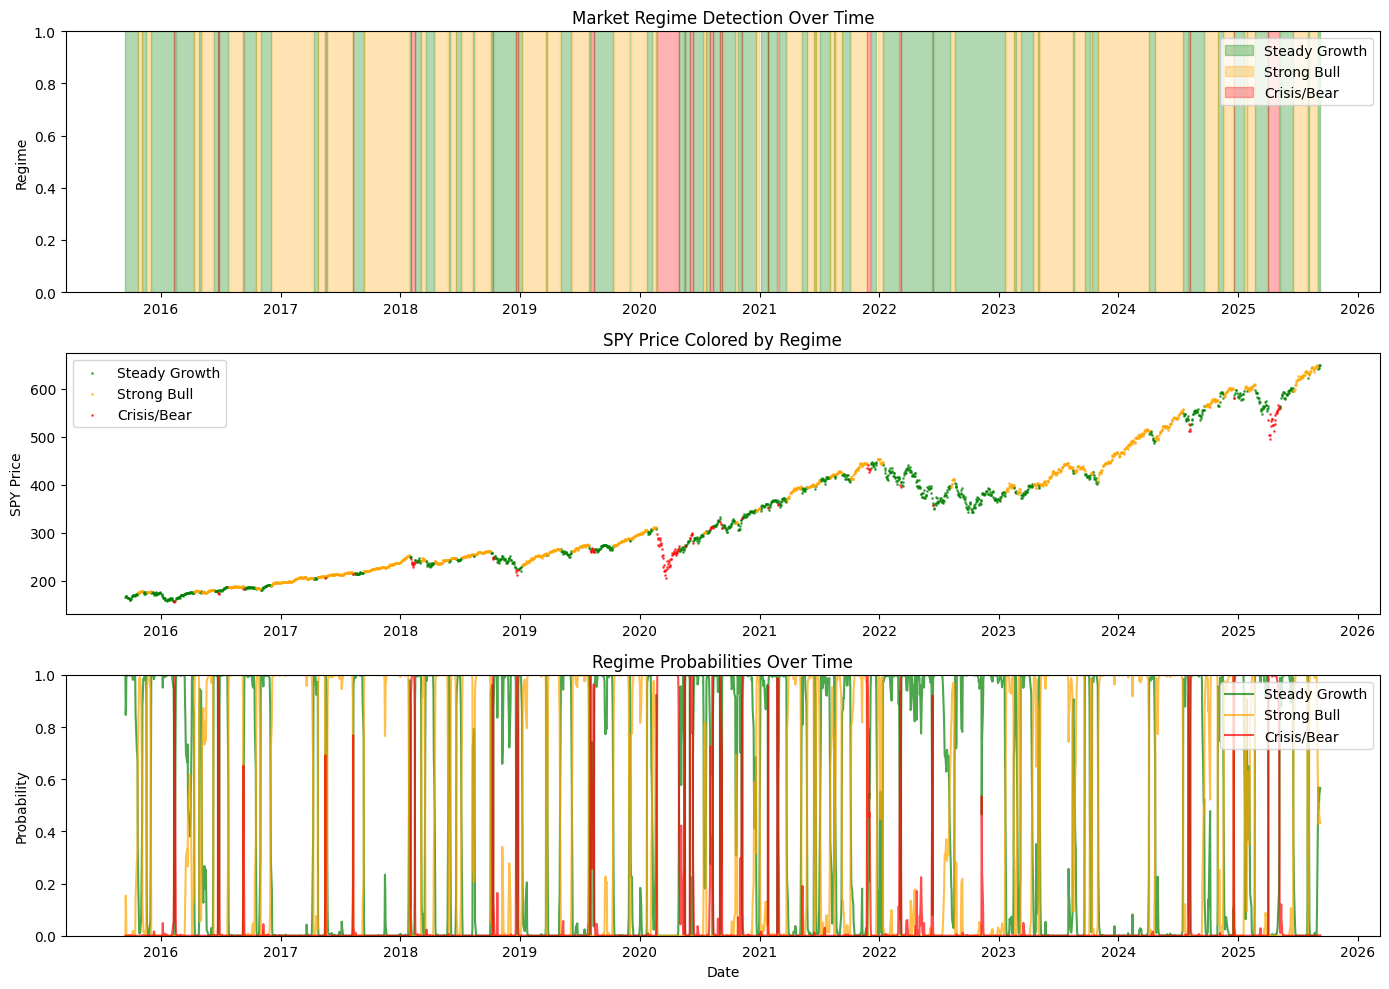 Market Regime Detection Over Time
1.0
0.8
0.6
0.4
0.2
0.0
Regime
Steady Growth
Strong Bull
Crisis/Bear
2016 2017 2018 2019 2020 2021 2022 2023 2024 2025 2026
SPY Price Colored by Regime
600
500
400
300
200
SPY Price
Steady Growth
Strong Bull
Crisis/Bear
2016 2017 2018 2019 2020 2021 2022 2023 2024 2025 2026
Regime Probabilities Over Time
1.0
0.8
0.6
0.4
0.2
0.0
Probability
Steady Growth
Strong Bull
Crisis/Bear
2016 2017 2018 2019 2020 2021 2022 2023 2024 2025 2026
Date